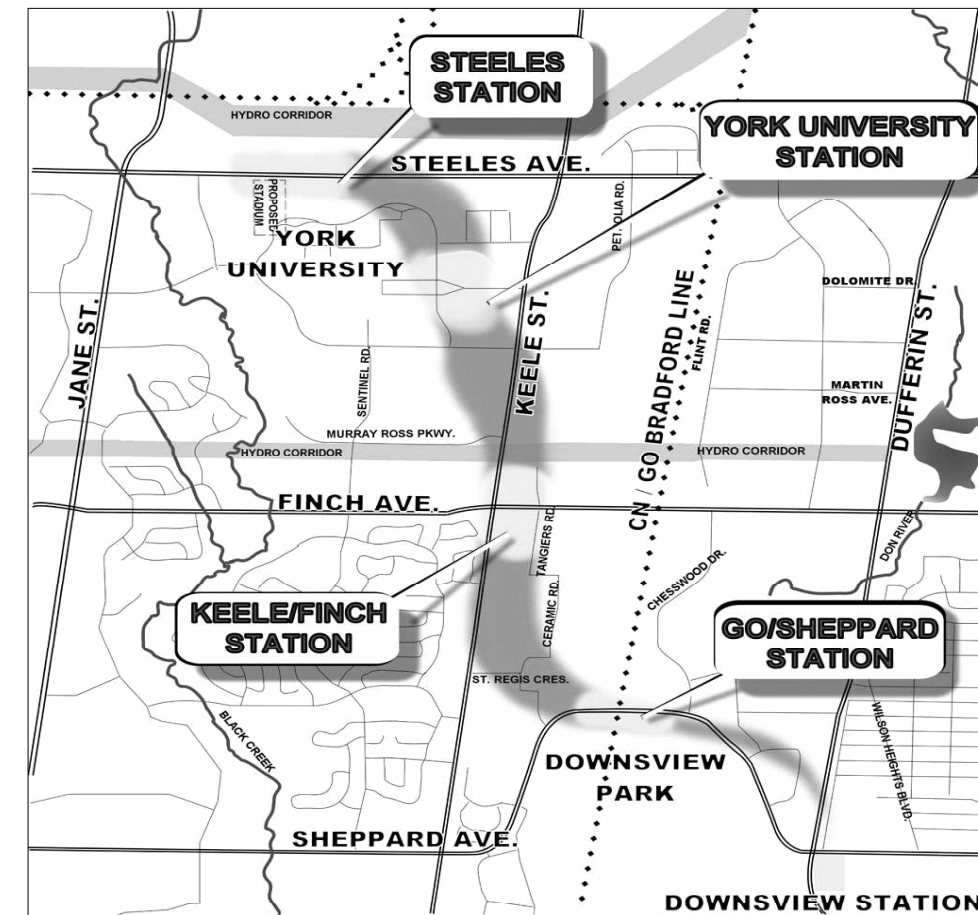 STEELES
STATION
HYDRO CORRIDOR
YORK UNIVERSITY
STATION
STEELES AVE.
PROPOSED
STADIUM
YORK
UNIVERSITY
DOLOMITE DR.
JANE ST.
KEELE ST.
CN / GO BRADFORD LINE
FLINT RD.
DUFFERIN ST.
SENTINEL RD.
MARTIN
ROSS AVE.
MURRAY ROSS PKWY.
HYDRO CORRIDOR
HYDRO CORRIDOR
FINCH AVE.
TANGIERS RD.
DON RIVER
CHESSWOOD DR.
CERAMIC RD.
KEELE/FINCH
STATION
GO/SHEPPARD
STATION
ST. REGIS CRES.
BLACK CREEK
WILSON HEIGHTS BLVD.
DOWNSVIEW
PARK
SHEPPARD AVE.
DOWNSVIEW STATION